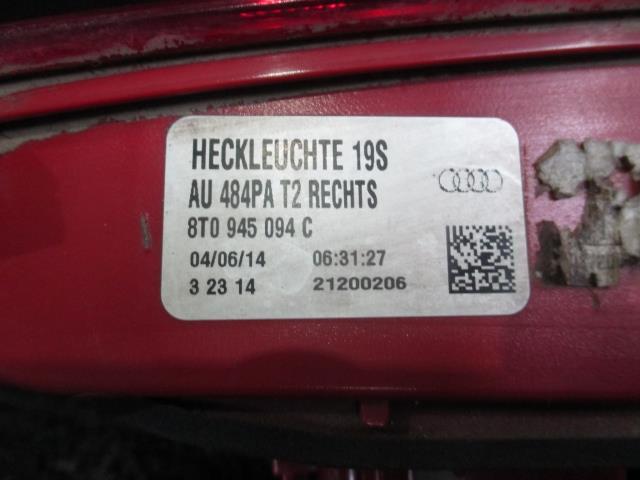 HECKLEUCHTE 19S
AU 484PA T2 RECHTS
8T0 945 094 C
04/06/14 06:31:27
3 23 14 21200206